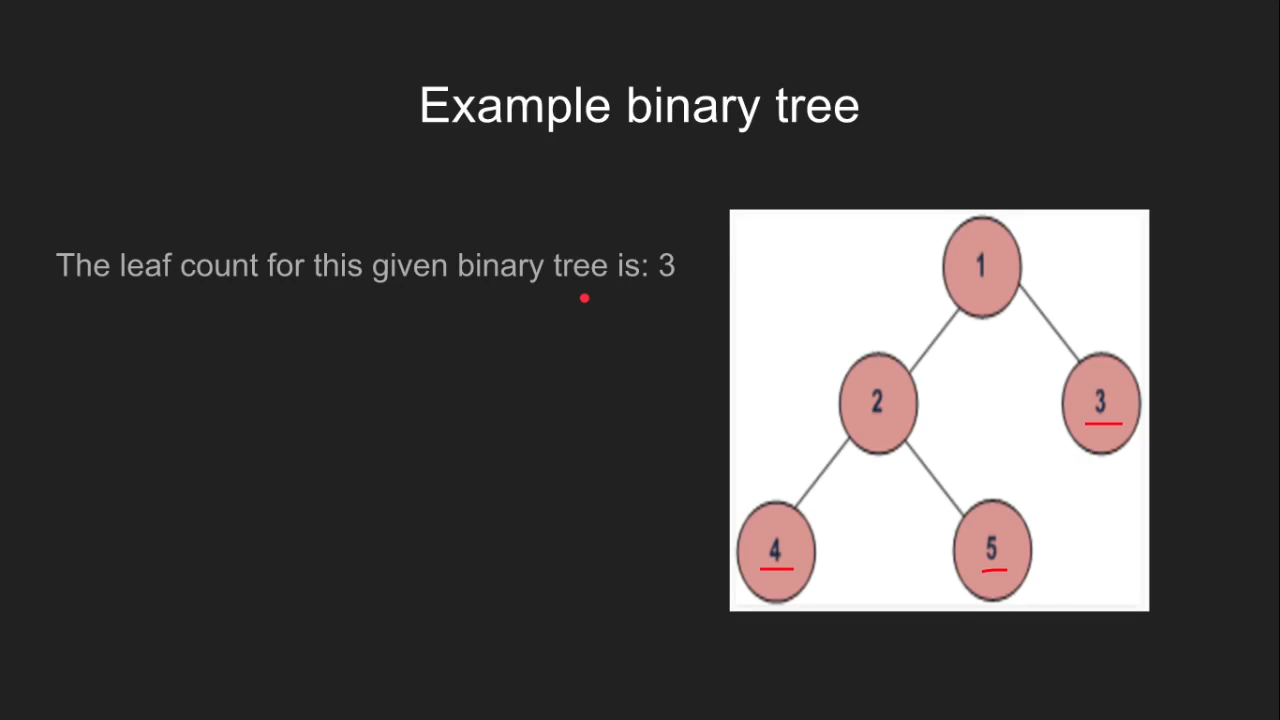 Example binary tree
The leaf count for this given binary tree is: 3
1
2
3
4
5